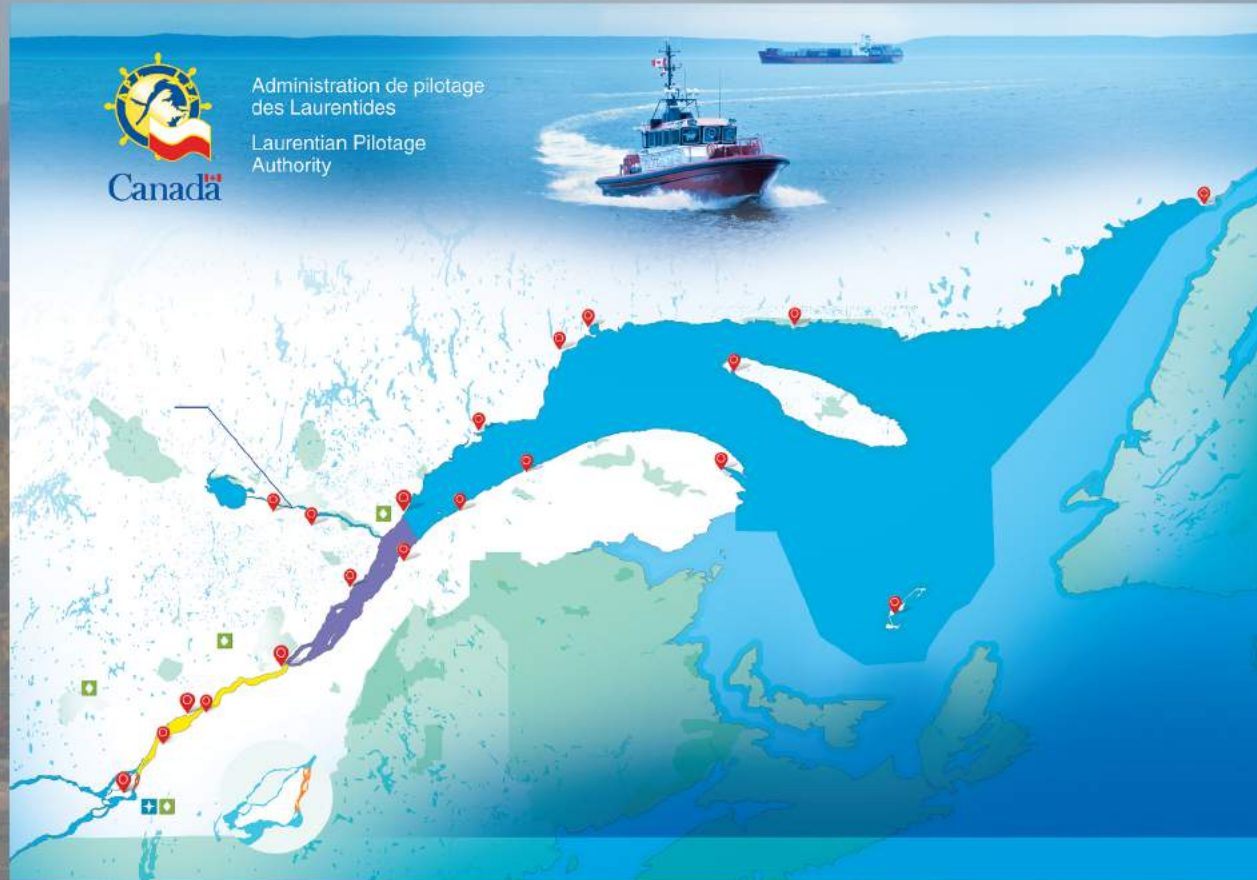 Administration de pilotage
des Laurentides
Laurentian Pilotage
Authority
Canada